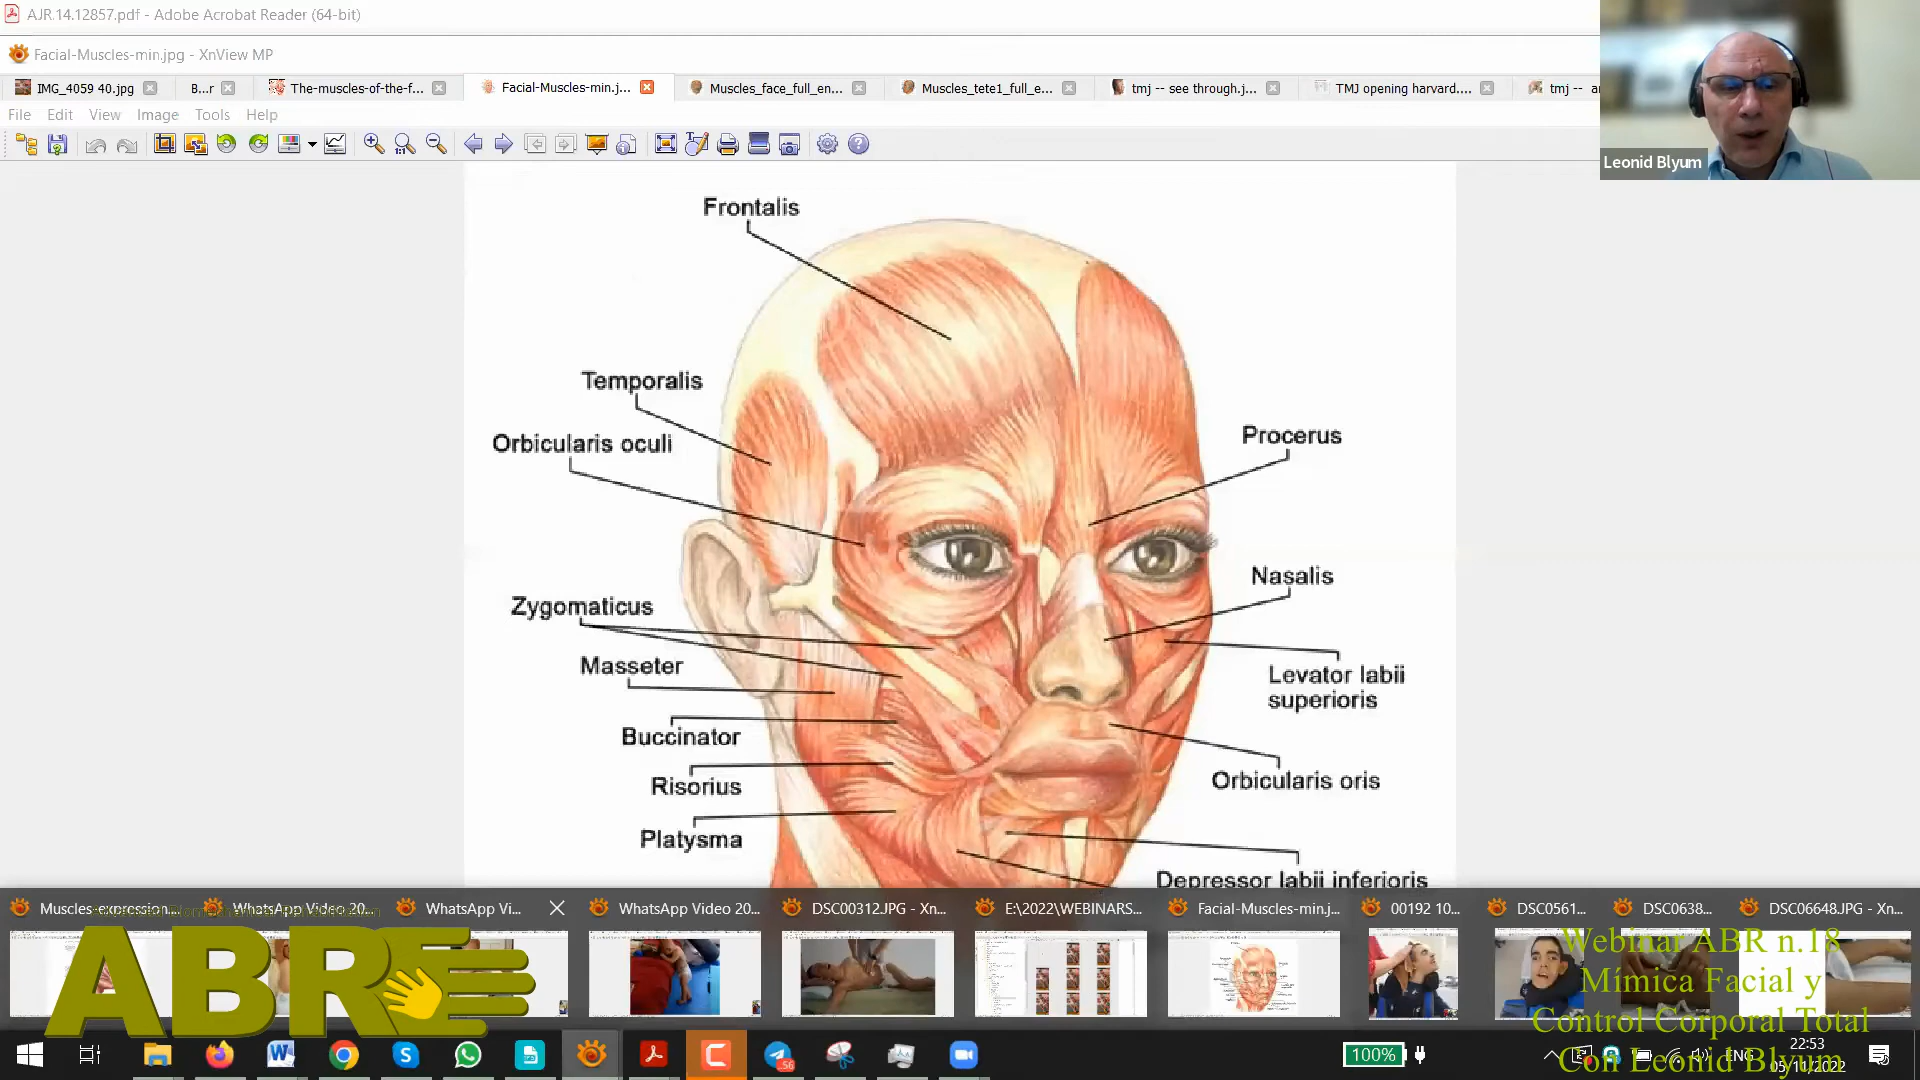 AJR.14.12857.pdf - Adobe Acrobat Reader (64-bit)
Facial-Muscles-min.jpg - XnView MP
IMG_4059 40.jpg
B...r
The-muscles-of-the-f...
Facial-Muscles-min.j...
Muscles_face_full_en...
Muscles_tete1_full_e...
tmj -- see through.j...
TMJ opening harvard....
tmj -- a
File Edit View Image Tools Help
Leonid Blyum
Frontalis
Temporalis
Orbicularis oculi
Procerus
Nasalis
Zygomaticus
Masseter
Levator labii
superioris
Buccinator
Orbicularis oris
Risorius
Platysma
Depressor labii inferioris
Muscles-expression...
WhatsApp Video 20...
WhatsApp Vi...
WhatsApp Video 20...
DSC00312.JPG - Xn...
E:\2022\WEBINARS...
Facial-Muscles-min.j...
00192 10...
DSC0561...
DSC0638...
DSC06648.JPG - Xn...
ABR
Webinar ABR n.18
Mímica Facial y
Control Corporal Total
Con Leonid Blyum
56
100%
ENG
22:53
05/11/2022